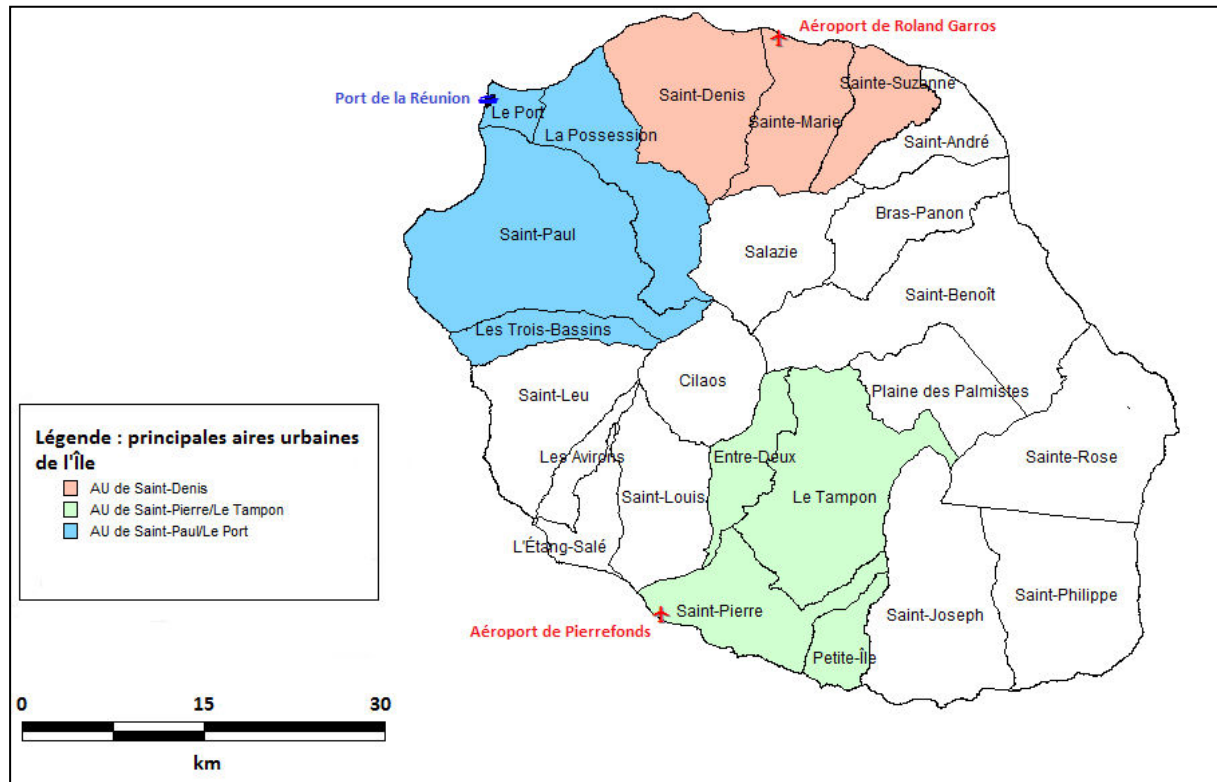 Aéroport de Roland Garros
Port de la Réunion
Le Port
La Possession
Saint-Denis
Sainte-Marie
Sainte-Suzanne
Saint-André
Bras-Panon
Saint-Paul
Salazie
Saint-Benoît
Les Trois-Bassins
Cilaos
Saint-Leu
Plaine des Palmistes
Les Avirons
Entre-Deux
Sainte-Rose
Saint-Louis
Le Tampon
L'Étang-Salé
Saint-Pierre
Saint-Joseph
Saint-Philippe
Aéroport de Pierrefonds
Petite-Île
Légende : principales aires urbaines
de l'Île
AU de Saint-Denis
AU de Saint-Pierre/Le Tampon
AU de Saint-Paul/Le Port
0 15 30
km